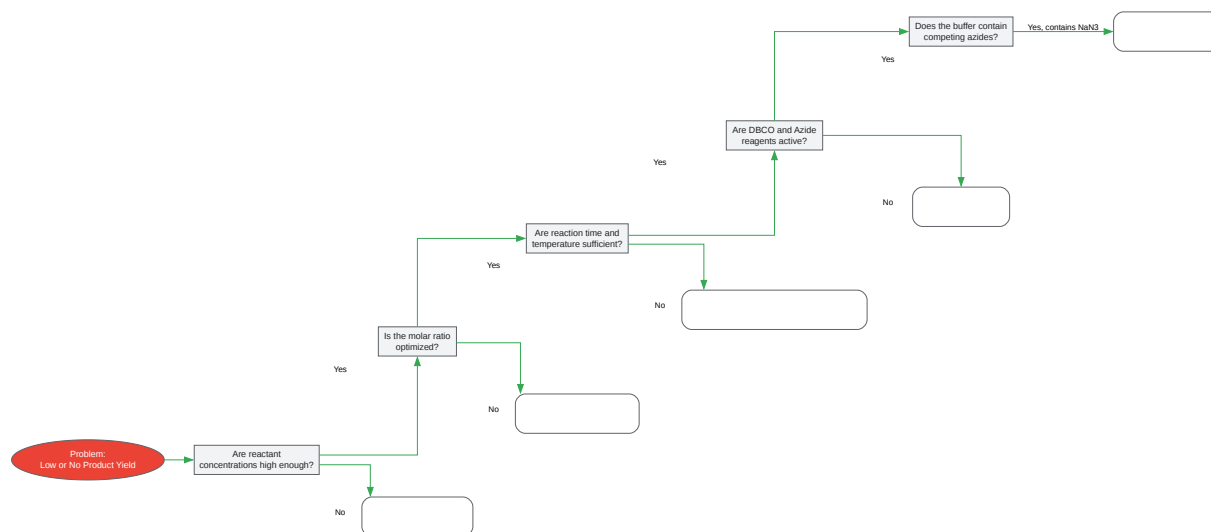 Does the buffer contain
competing azides?
Yes, contains NaN3
Yes
Are DBCO and Azide
reagents active?
Yes
No
Are reaction time and
temperature sufficient?
Yes
No
Is the molar ratio
optimized?
Yes
No
Problem:
Low or No Product Yield
Are reactant
concentrations high enough?
No